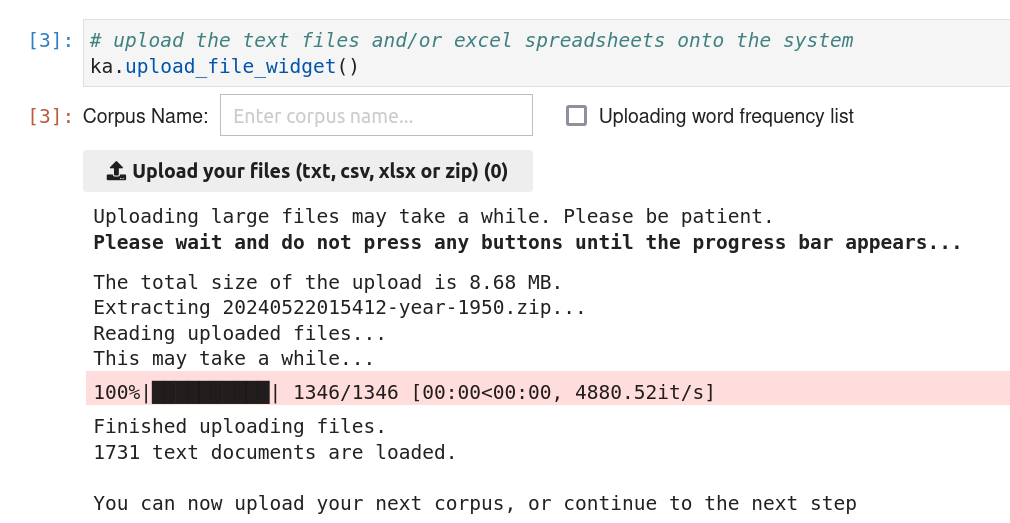 [3]: # upload the text files and/or excel spreadsheets onto the system
ka.upload_file_widget()
[3]: Corpus Name: Enter corpus name... Uploading word frequency list
Upload your files (txt, csv, xlsx or zip) (0)
Uploading large files may take a while. Please be patient.
Please wait and do not press any buttons until the progress bar appears...
The total size of the upload is 8.68 MB.
Extracting 20240522015412-year-1950.zip...
Reading uploaded files...
This may take a while...
100%|██████████| 1346/1346 [00:00<00:00, 4880.52it/s]
Finished uploading files.
1731 text documents are loaded.
You can now upload your next corpus, or continue to the next step